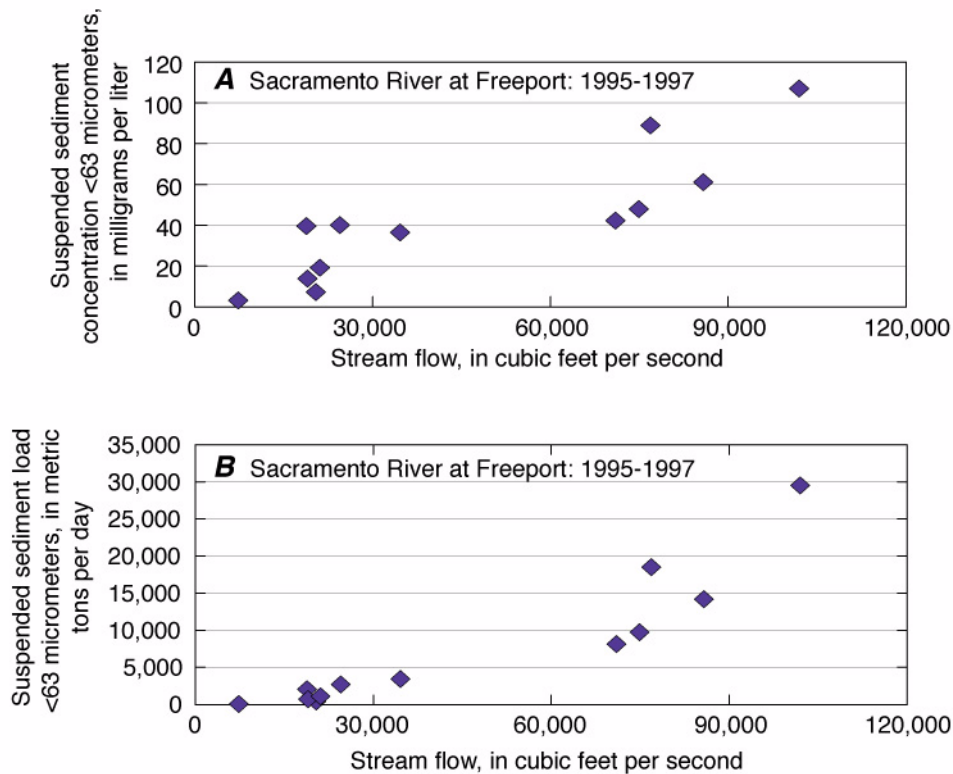 Suspended sediment
concentration <63 micrometers,
in milligrams per liter
120
100
80
60
40
20
0
A Sacramento River at Freeport: 1995-1997
0 30,000 60,000 90,000 120,000
Stream flow, in cubic feet per second
Suspended sediment load
<63 micrometers, in metric
tons per day
35,000
30,000
25,000
20,000
15,000
10,000
5,000
0
B Sacramento River at Freeport: 1995-1997
0 30,000 60,000 90,000 120,000
Stream flow, in cubic feet per second